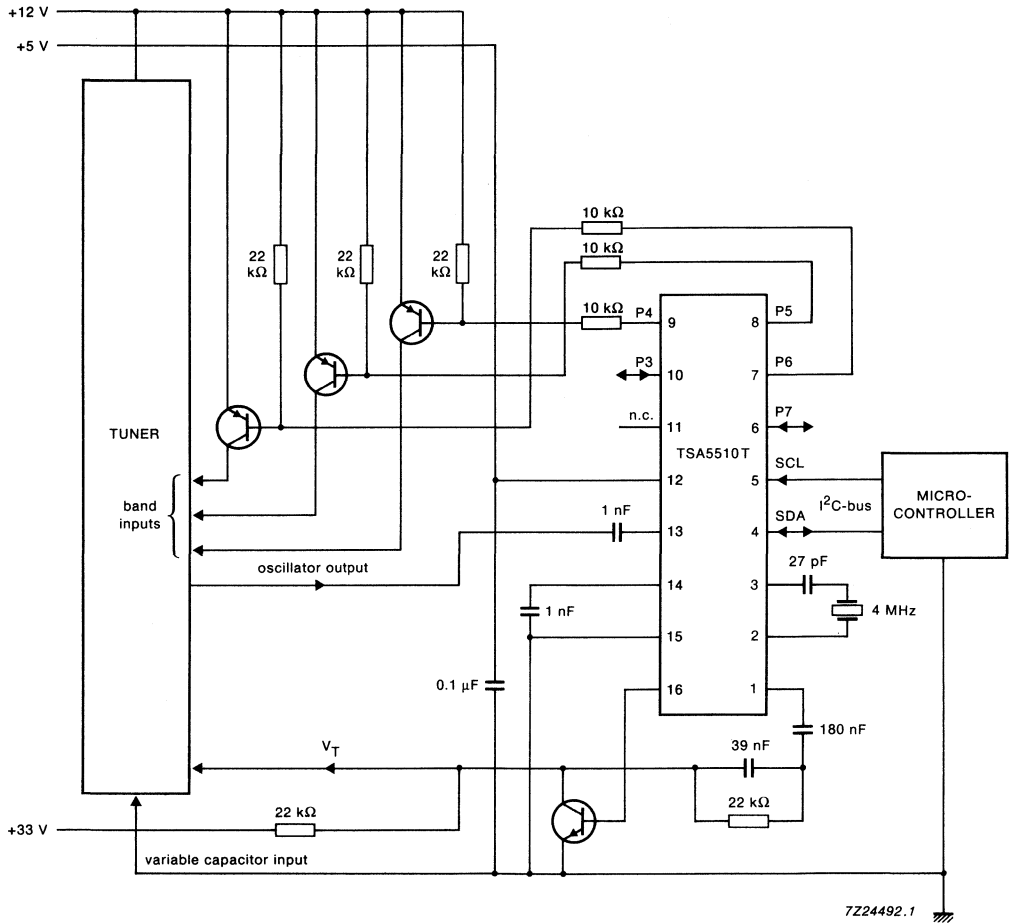 +12 V
+5 V
10 kΩ
10 kΩ
22 kΩ
22 kΩ
22 kΩ
10 kΩ
P4
9
8
P5
P3
10
7
P6
n.c.
11
6
P7
TSA5510T
TUNER
12
5
SCL
I²C-bus
MICRO-
CONTROLLER
band
inputs
1 nF
13
4
SDA
oscillator output
27 pF
14
3
4 MHz
1 nF
15
2
0.1 µF
16
1
180 nF
39 nF
VT
22 kΩ
22 kΩ
+33 V
variable capacitor input
7Z24492.1